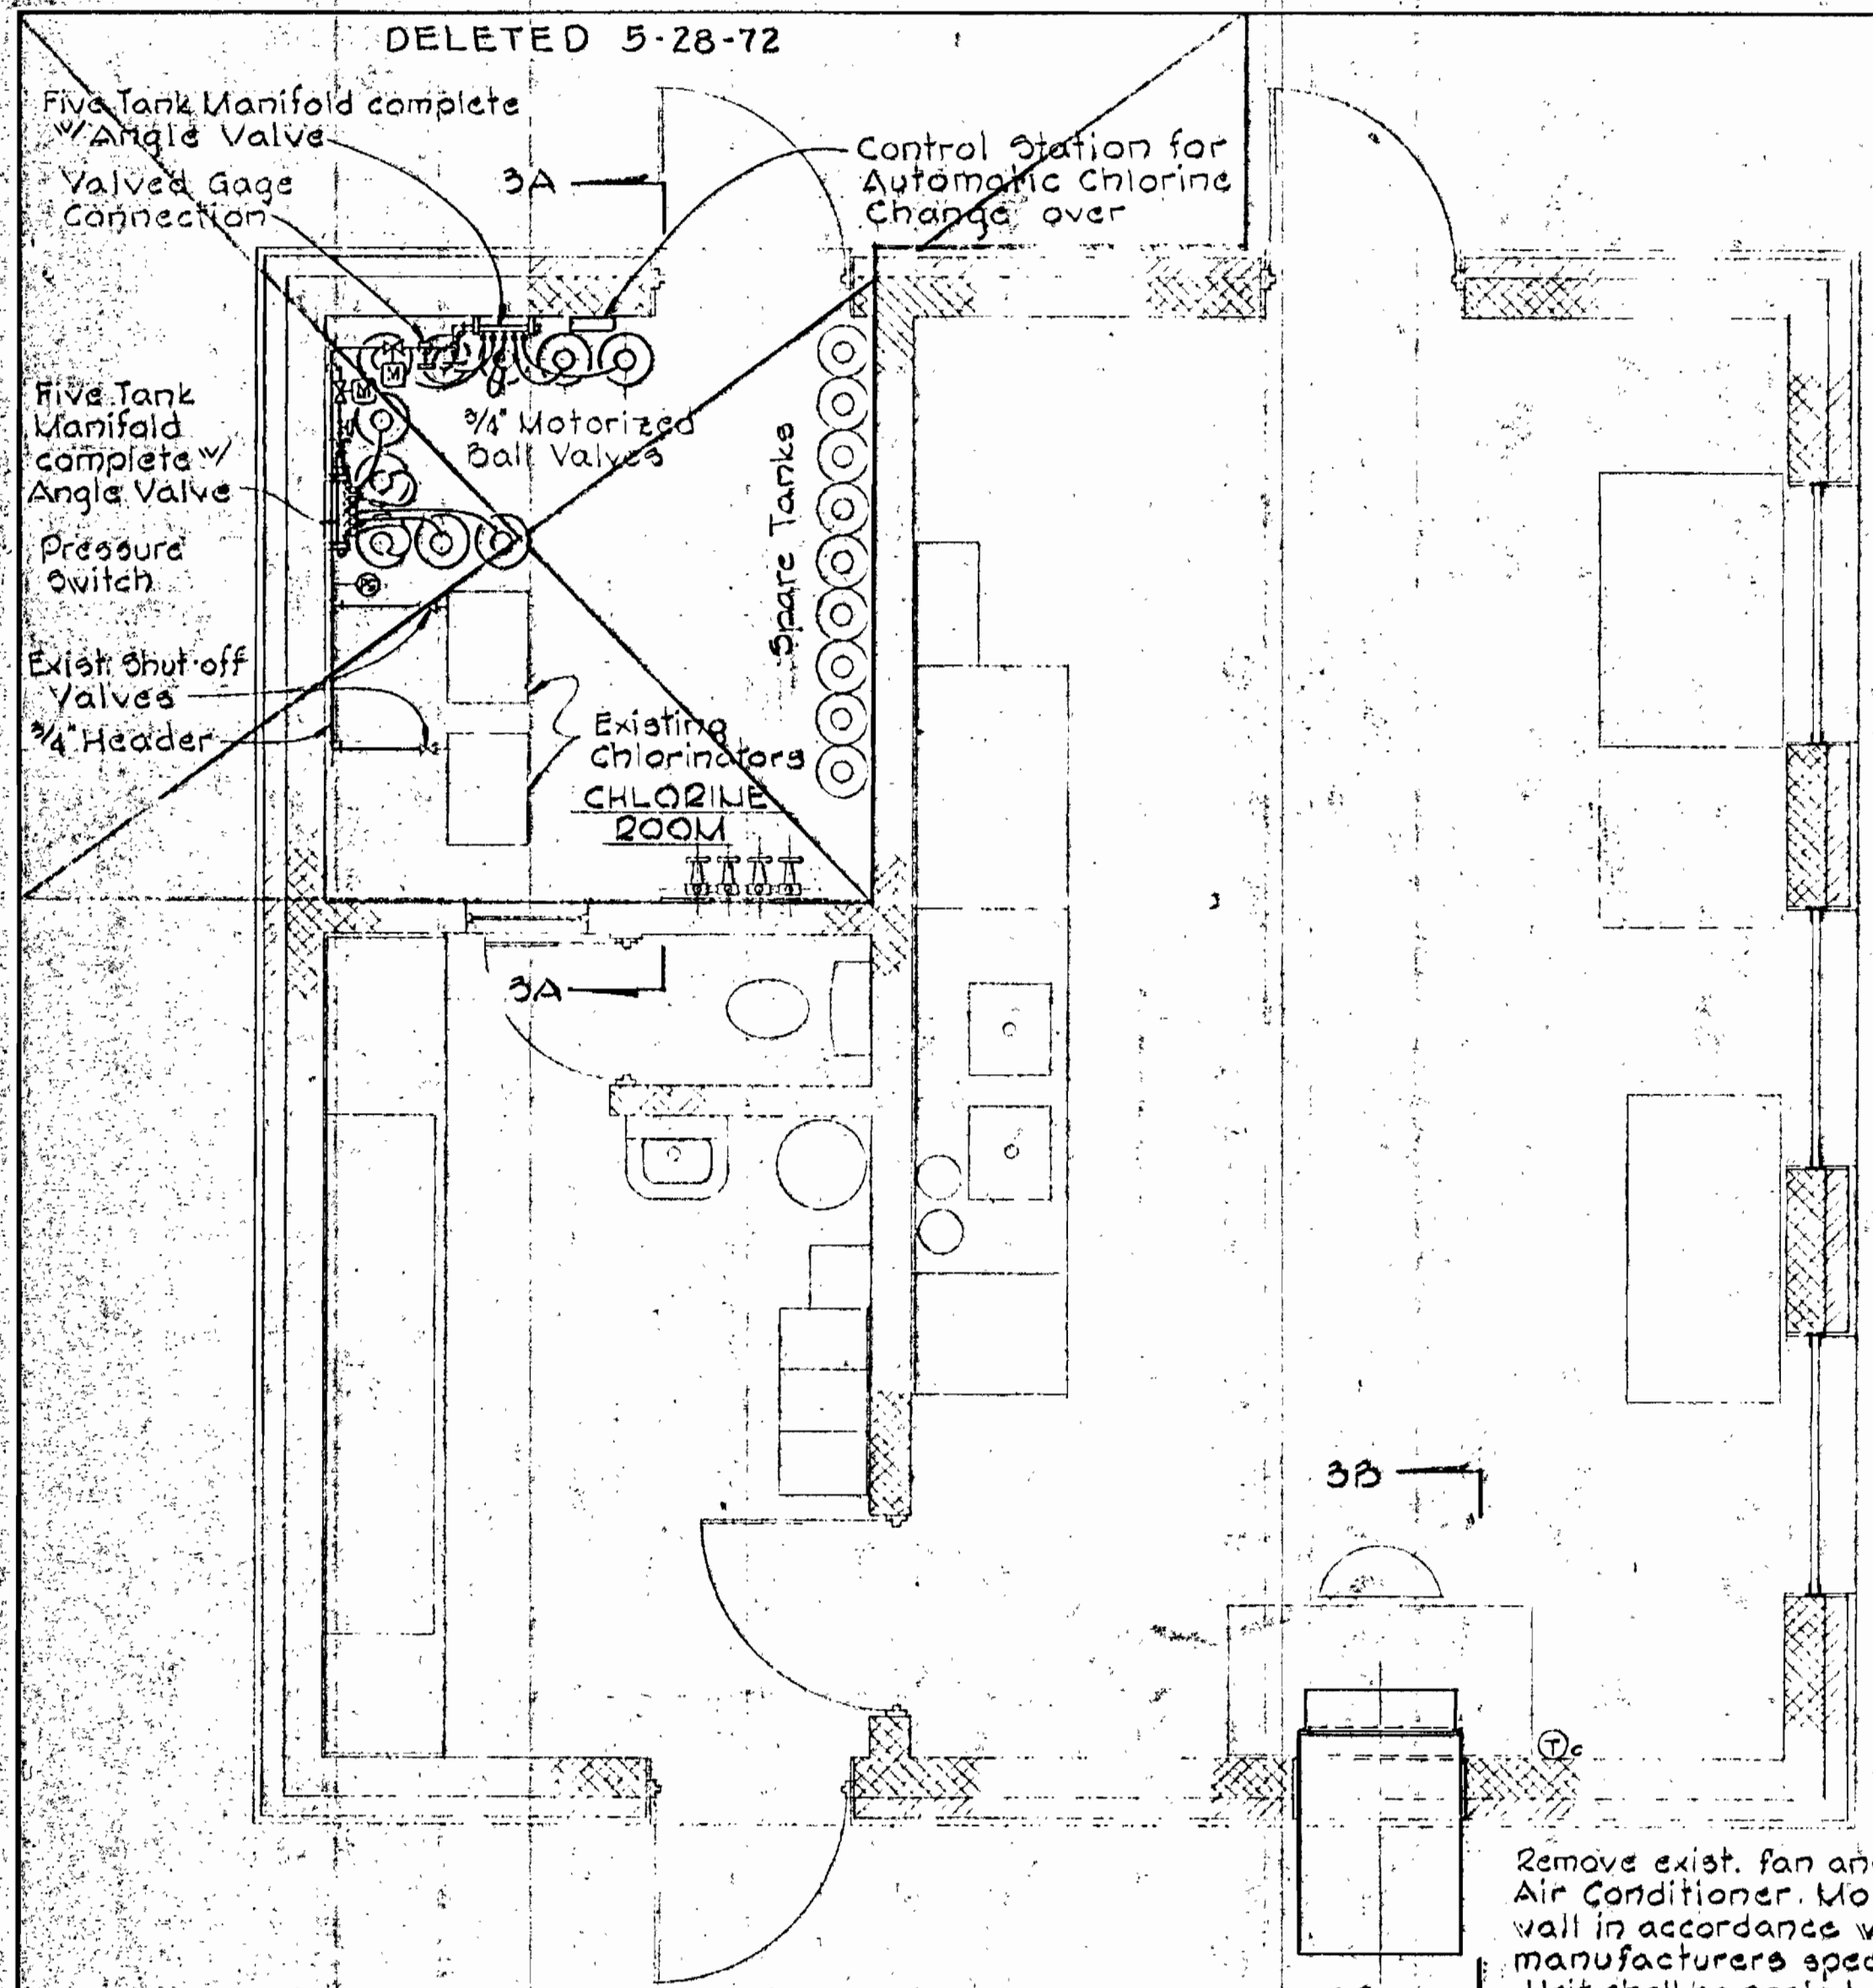 DELETED 5-28-72
Five Tank Manifold complete
w/ Angle Valve
Valved Gage
Connection
3A
Control Station for
Automatic Chlorine
Change over
Five Tank
Manifold
complete w/
Angle Valve
M
M
3/4" Motorized
Ball Valves
Spare Tanks
Pressure
Switch
PS
Exist. Shut-off
Valves
3/4" Header
Existing
Chlorinators
CHLORINE
ROOM
3A
3B
T
c
Remove exist. fan
Air Conditioner.
wall in accordance
manufacturers